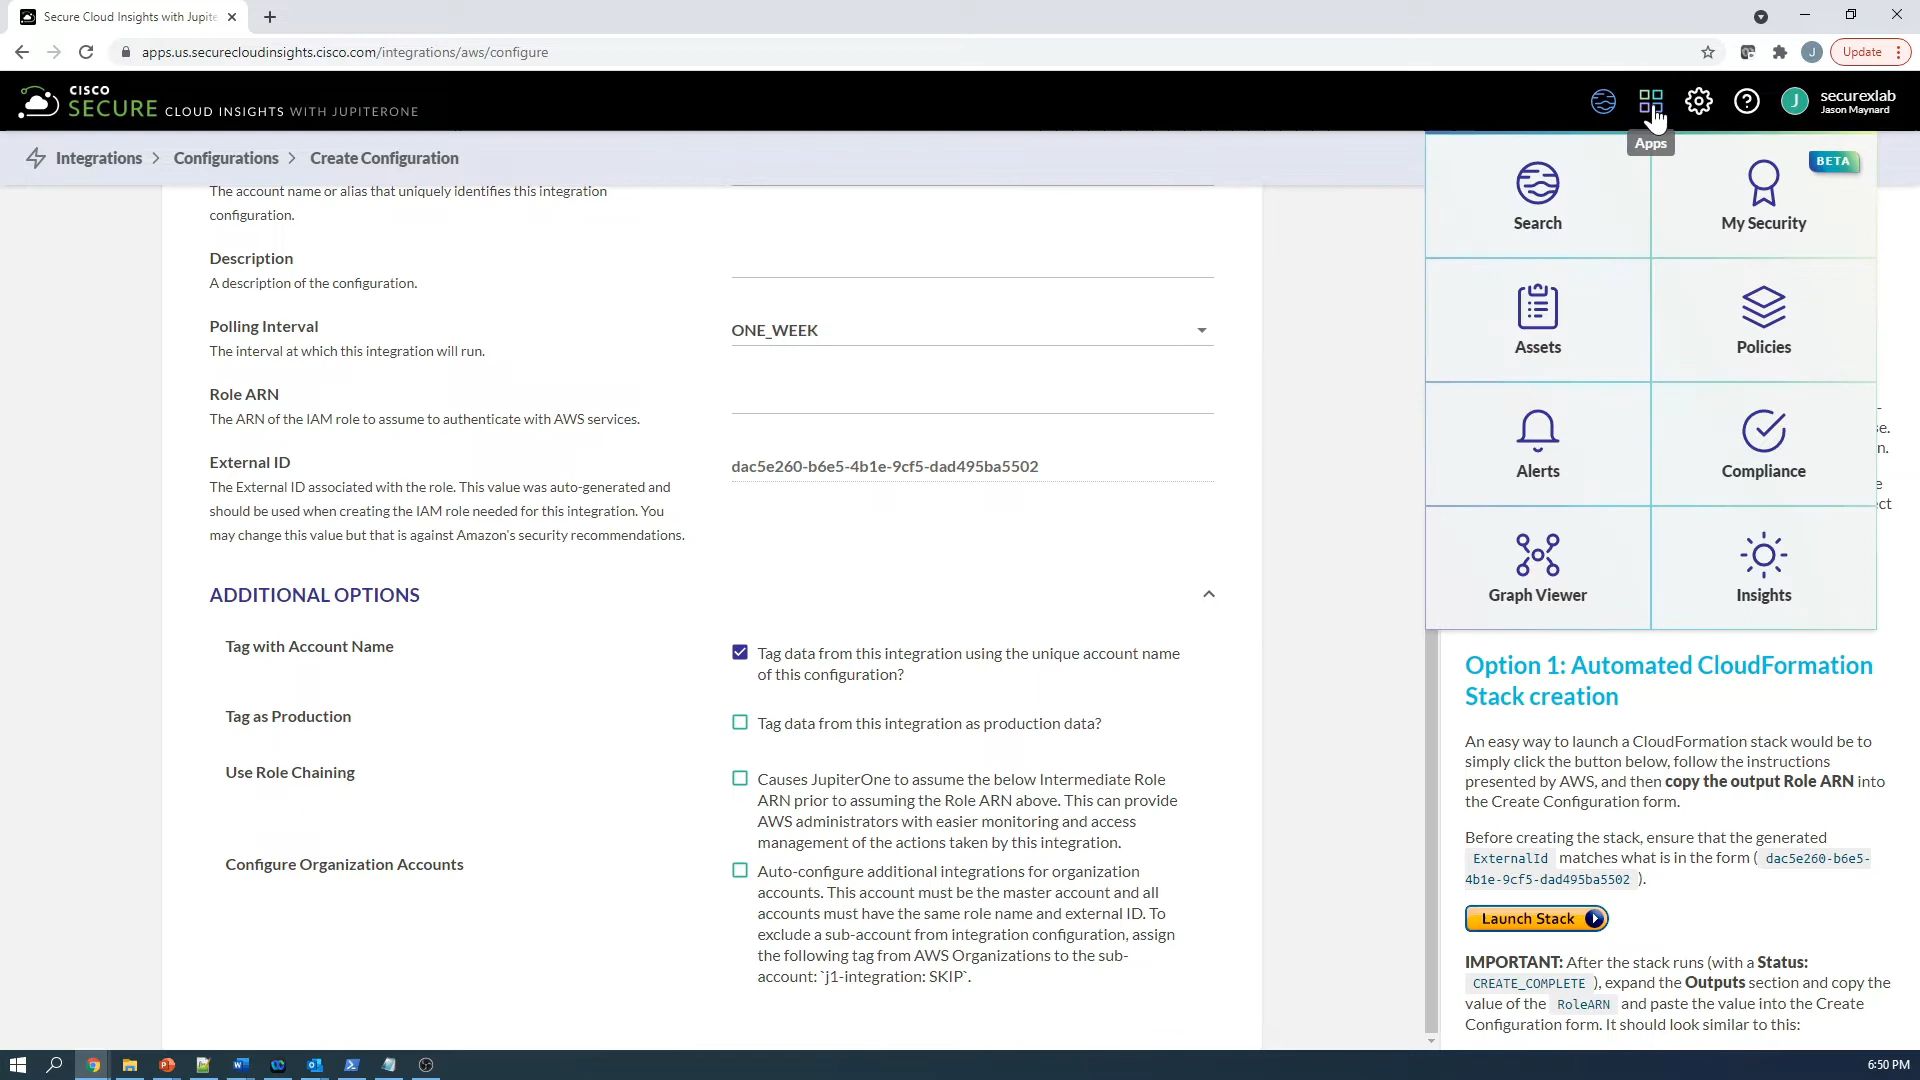 Secure Cloud Insights with Jupite
apps.us.securecloudinsights.cisco.com/integrations/aws/configure
J
Update
CISCO
SECURE CLOUD INSIGHTS WITH JUPITERONE
J
securexlab
Jason Maynard
Apps
Integrations > Configurations > Create Configuration
The account name or alias that uniquely identifies this integration
configuration.
Description
A description of the configuration.
Polling Interval
The interval at which this integration will run.
ONE_WEEK
Role ARN
The ARN of the IAM role to assume to authenticate with AWS services.
External ID
The External ID associated with the role. This value was auto-generated and
should be used when creating the IAM role needed for this integration. You
may change this value but that is against Amazon's security recommendations.
dac5e260-b6e5-4b1e-9cf5-dad495ba5502
ADDITIONAL OPTIONS
Tag with Account Name
Tag data from this integration using the unique account name
of this configuration?
Tag as Production
Tag data from this integration as production data?
Use Role Chaining
Causes JupiterOne to assume the below Intermediate Role
ARN prior to assuming the Role ARN above. This can provide
AWS administrators with easier monitoring and access
management of the actions taken by this integration.
Configure Organization Accounts
Auto-configure additional integrations for organization
accounts. This account must be the master account and all
accounts must have the same role name and external ID. To
exclude a sub-account from integration configuration, assign
the following tag from AWS Organizations to the sub-
account: `j1-integration: SKIP`.
BETA
Search
My Security
Assets
Policies
Alerts
Compliance
Graph Viewer
Insights
Option 1: Automated CloudFormation
Stack creation
An easy way to launch a CloudFormation stack would be to
simply click the button below, follow the instructions
presented by AWS, and then copy the output Role ARN into
the Create Configuration form.
Before creating the stack, ensure that the generated
ExternalId matches what is in the form ( dac5e260-b6e5-
4b1e-9cf5-dad495ba5502 ).
Launch Stack
IMPORTANT: After the stack runs (with a Status:
CREATE_COMPLETE ), expand the Outputs section and copy the
value of the RoleARN and paste the value into the Create
Configuration form. It should look similar to this:
6:50 PM